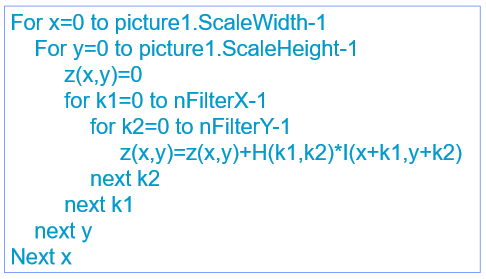 For x=0 to picture1.ScaleWidth-1
For y=0 to picture1.ScaleHeight-1
z(x,y)=0
for k1=0 to nFilterX-1
for k2=0 to nFilterY-1
z(x,y)=z(x,y)+H(k1,k2)*I(x+k1,y+k2)
next k2
next k1
next y
Next x